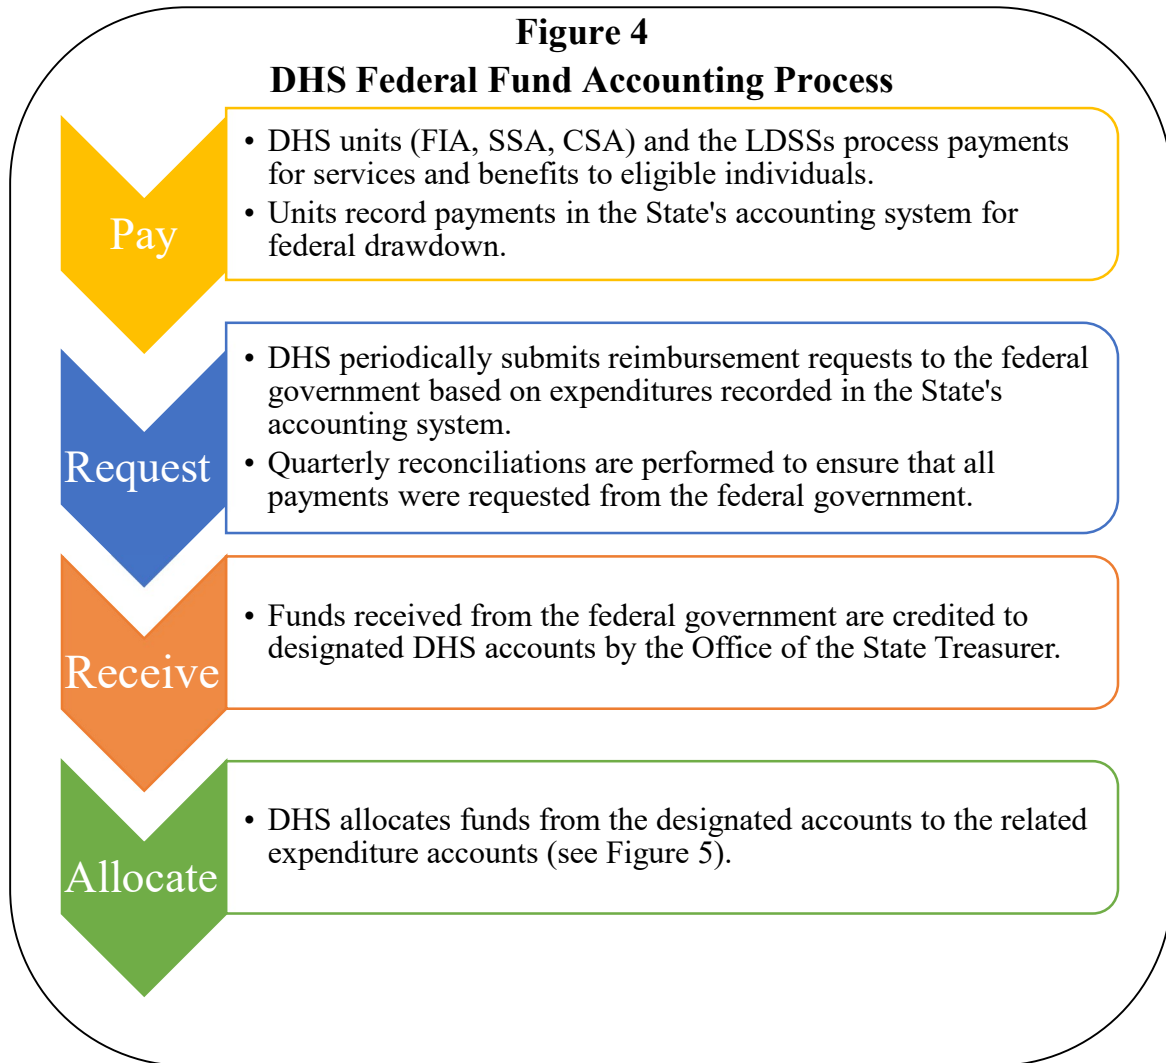 Figure 4
DHS Federal Fund Accounting Process
Pay
• DHS units (FIA, SSA, CSA) and the LDSSs process payments
for services and benefits to eligible individuals.
• Units record payments in the State's accounting system for
federal drawdown.
Request
• DHS periodically submits reimbursement requests to the federal
government based on expenditures recorded in the State's
accounting system.
• Quarterly reconciliations are performed to ensure that all
payments were requested from the federal government.
Receive
• Funds received from the federal government are credited to
designated DHS accounts by the Office of the State Treasurer.
Allocate
• DHS allocates funds from the designated accounts to the related
expenditure accounts (see Figure 5).